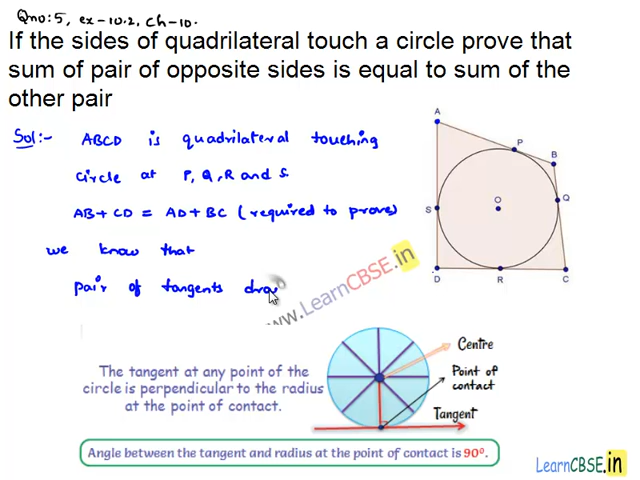 Qno:5, ex-10.2, ch-10.
If the sides of quadrilateral touch a circle prove that
sum of pair of opposite sides is equal to sum of the
other pair
Sol:- ABCD is quadrilateral touching
circle at P, Q, R and S.
AB+CD = AD+BC (required to prove)
we know that
pair of tangents draw
A
P
B
Q
O
S
D
R
C
www.LearnCBSE.in
The tangent at any point of the
circle is perpendicular to the radius
at the point of contact.
Centre
Point of
contact
Tangent
Angle between the tangent and radius at the point of contact is 90°.
LearnCBSE.in